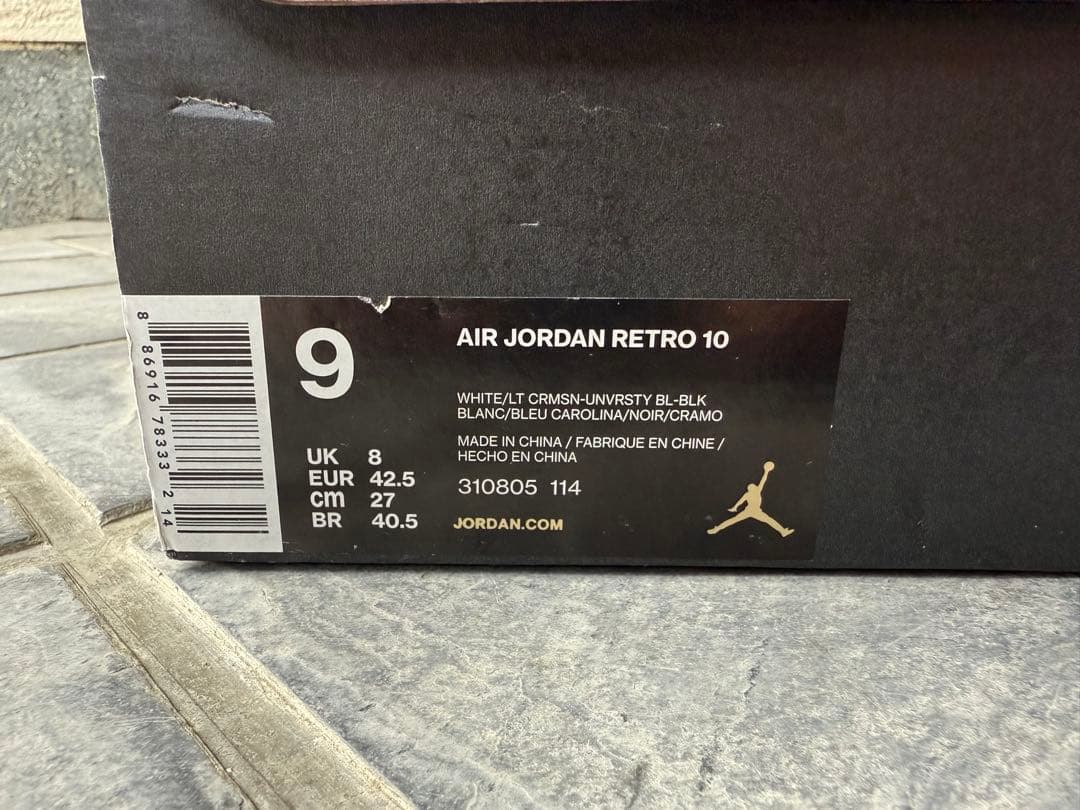 8 86916 78333 2 14
9
UK 8
EUR 42.5
cm 27
BR 40.5
AIR JORDAN RETRO 10
WHITE/LT CRMSN-UNVRSTY BL-BLK
BLANC/BLEU CAROLINA/NOIR/CRAMO
MADE IN CHINA / FABRIQUE EN CHINE /
HECHO EN CHINA
310805 114
JORDAN.COM